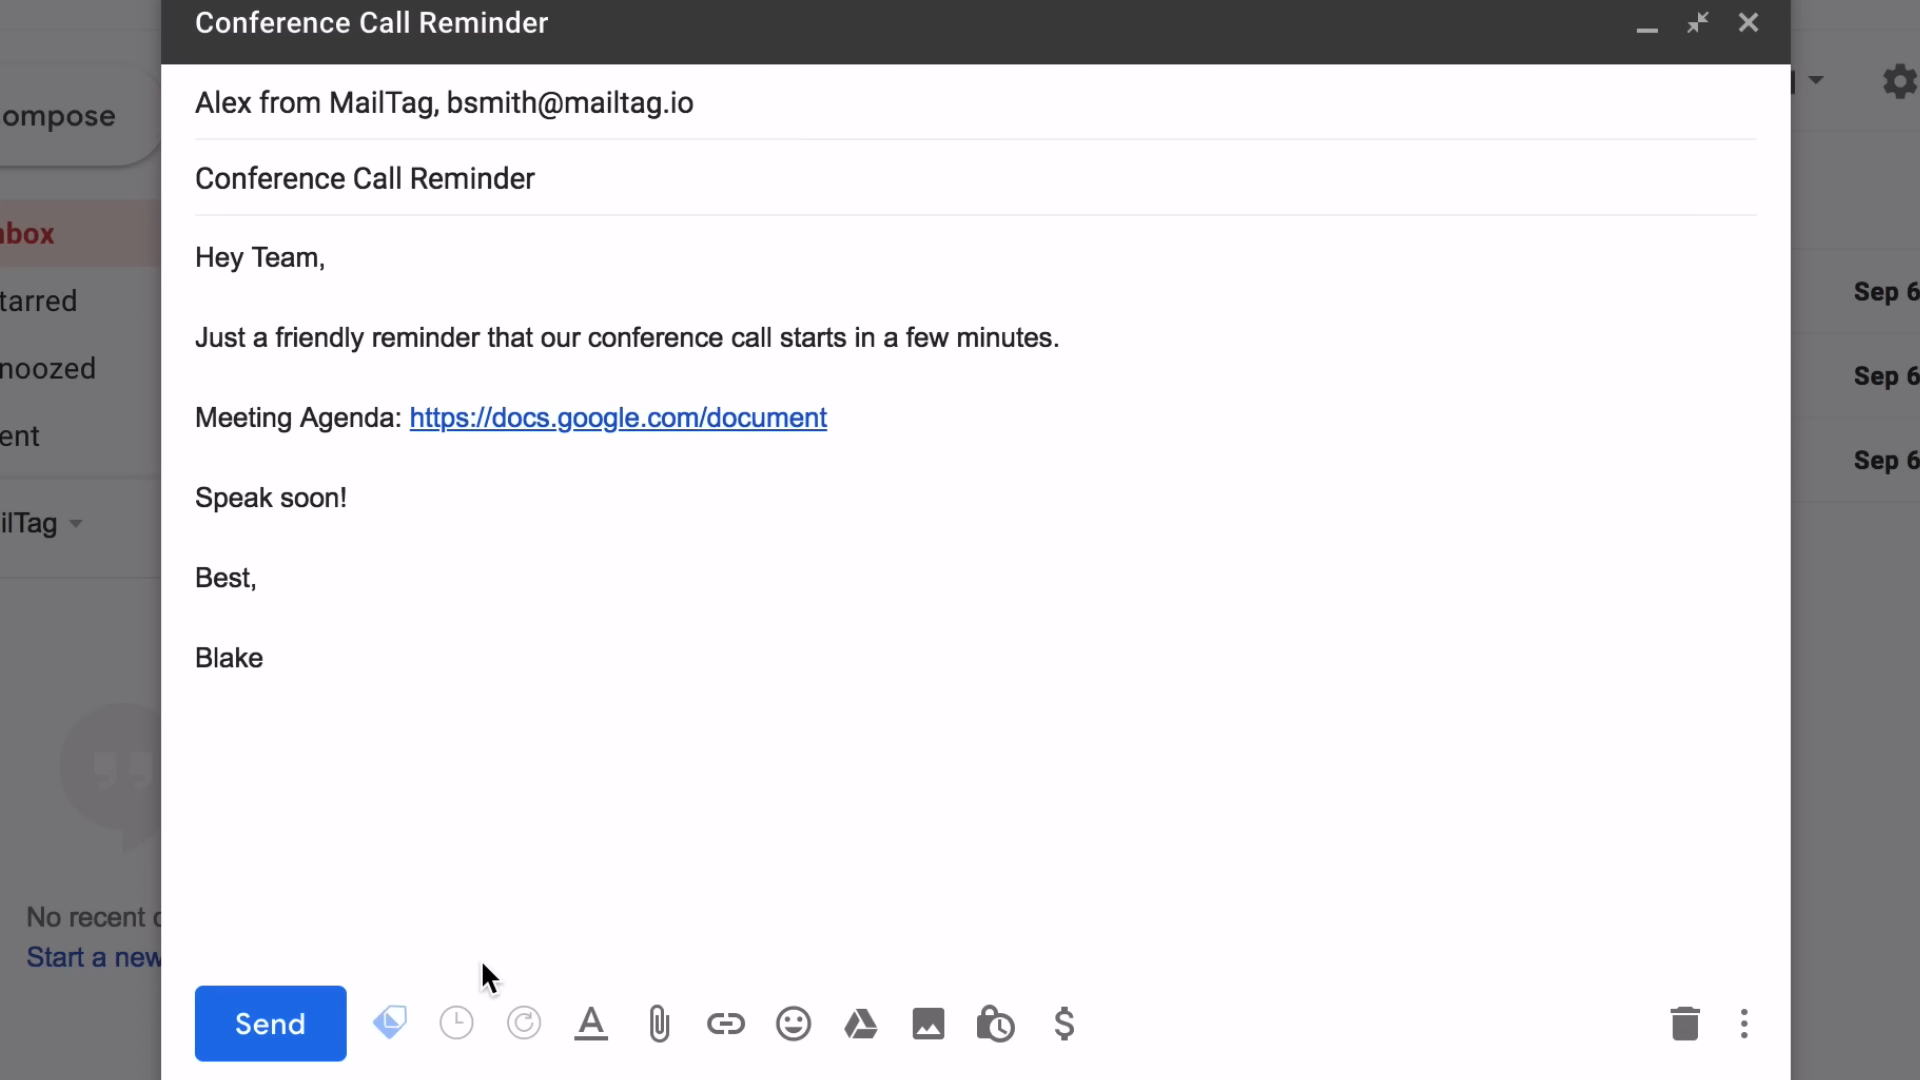 Conference Call Reminder
Alex from MailTag, bsmith@mailtag.io
Conference Call Reminder
Hey Team,
Just a friendly reminder that our conference call starts in a few minutes.
Meeting Agenda: https://docs.google.com/document
Speak soon!
Best,
Blake
Send
ompose
nbox
tarred
noozed
ent
ilTag
No recent
Start a new
Sep 6
Sep 6
Sep 6